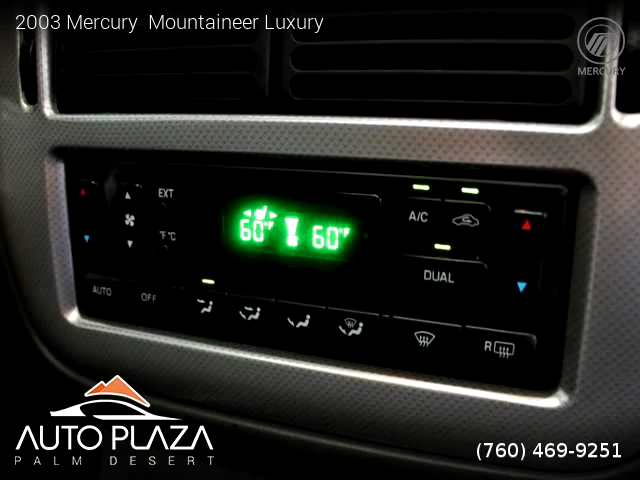 2003 Mercury  Mountaineer Luxury
MERCURY
EXT
°F°C
60°F 60°F
A/C
DUAL
AUTO
OFF
R
AUTO PLAZA
PALM DESERT
(760) 469-9251